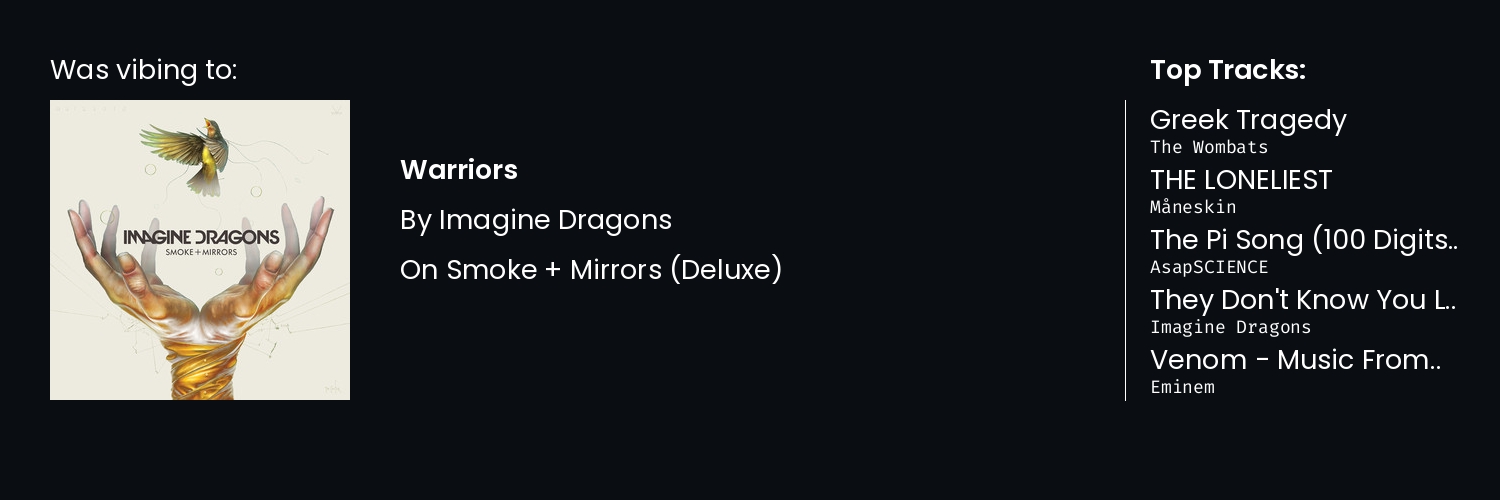 Was vibing to:
IMAGINE DRAGONS
SMOKE + MIRRORS
Warriors
By Imagine Dragons
On Smoke + Mirrors (Deluxe)
Top Tracks:
Greek Tragedy
The Wombats
THE LONELIEST
Måneskin
The Pi Song (100 Digits..
AsapSCIENCE
They Don't Know You L..
Imagine Dragons
Venom - Music From..
Eminem